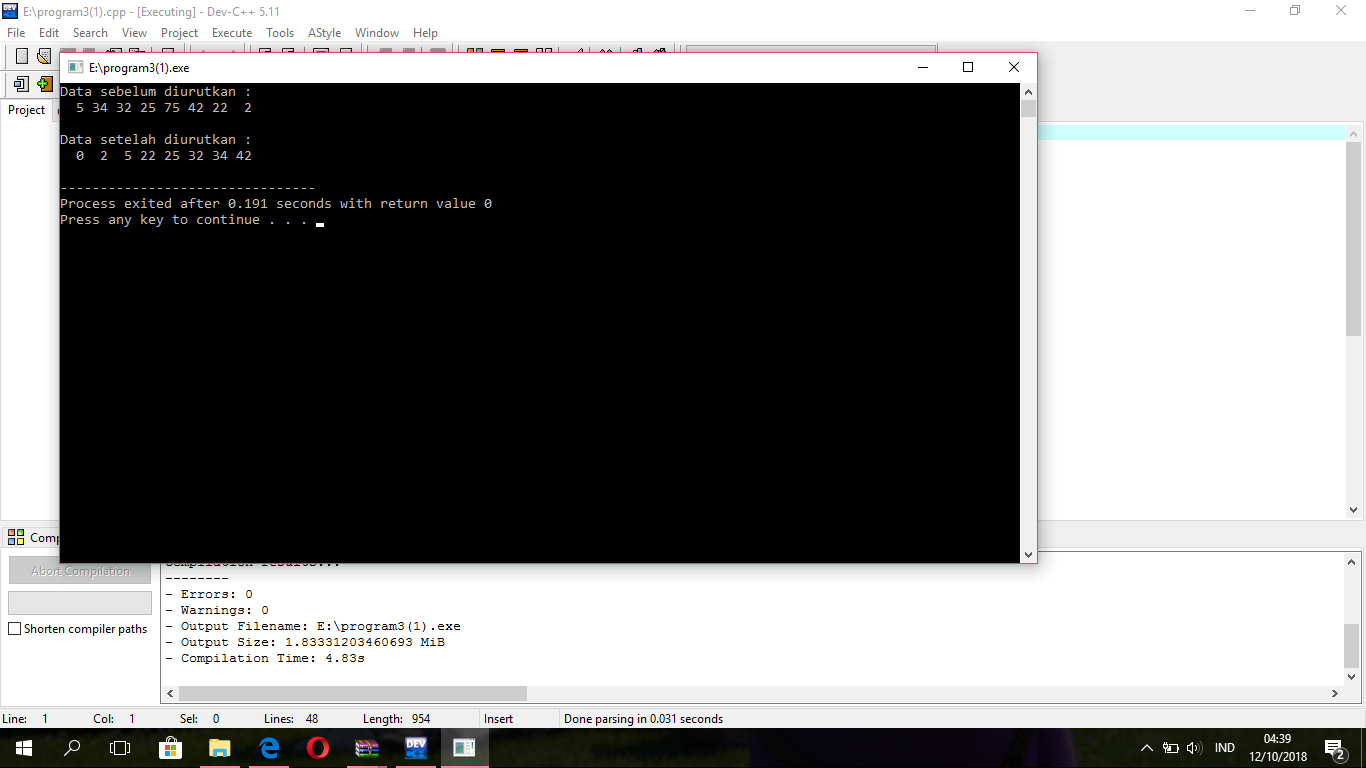 E:\program3(1).cpp - [Executing] - Dev-C++ 5.11
File Edit Search View Project Execute Tools AStyle Window Help
E:\program3(1).exe
Project
Data sebelum diurutkan :
5 34 32 25 75 42 22 2
Data setelah diurutkan :
0 2 5 22 25 32 34 42
--------------------------------
Process exited after 0.191 seconds with return value 0
Press any key to continue . . .
Abort Compilation
Shorten compiler paths
Compilation results...
--------
- Errors: 0
- Warnings: 0
- Output Filename: E:\program3(1).exe
- Output Size: 1.83331203460693 MiB
- Compilation Time: 4.83s
Line: 1 Col: 1 Sel: 0 Lines: 48 Length: 954 Insert Done parsing in 0.031 seconds
DEV
IND
04:39
12/10/2018
2